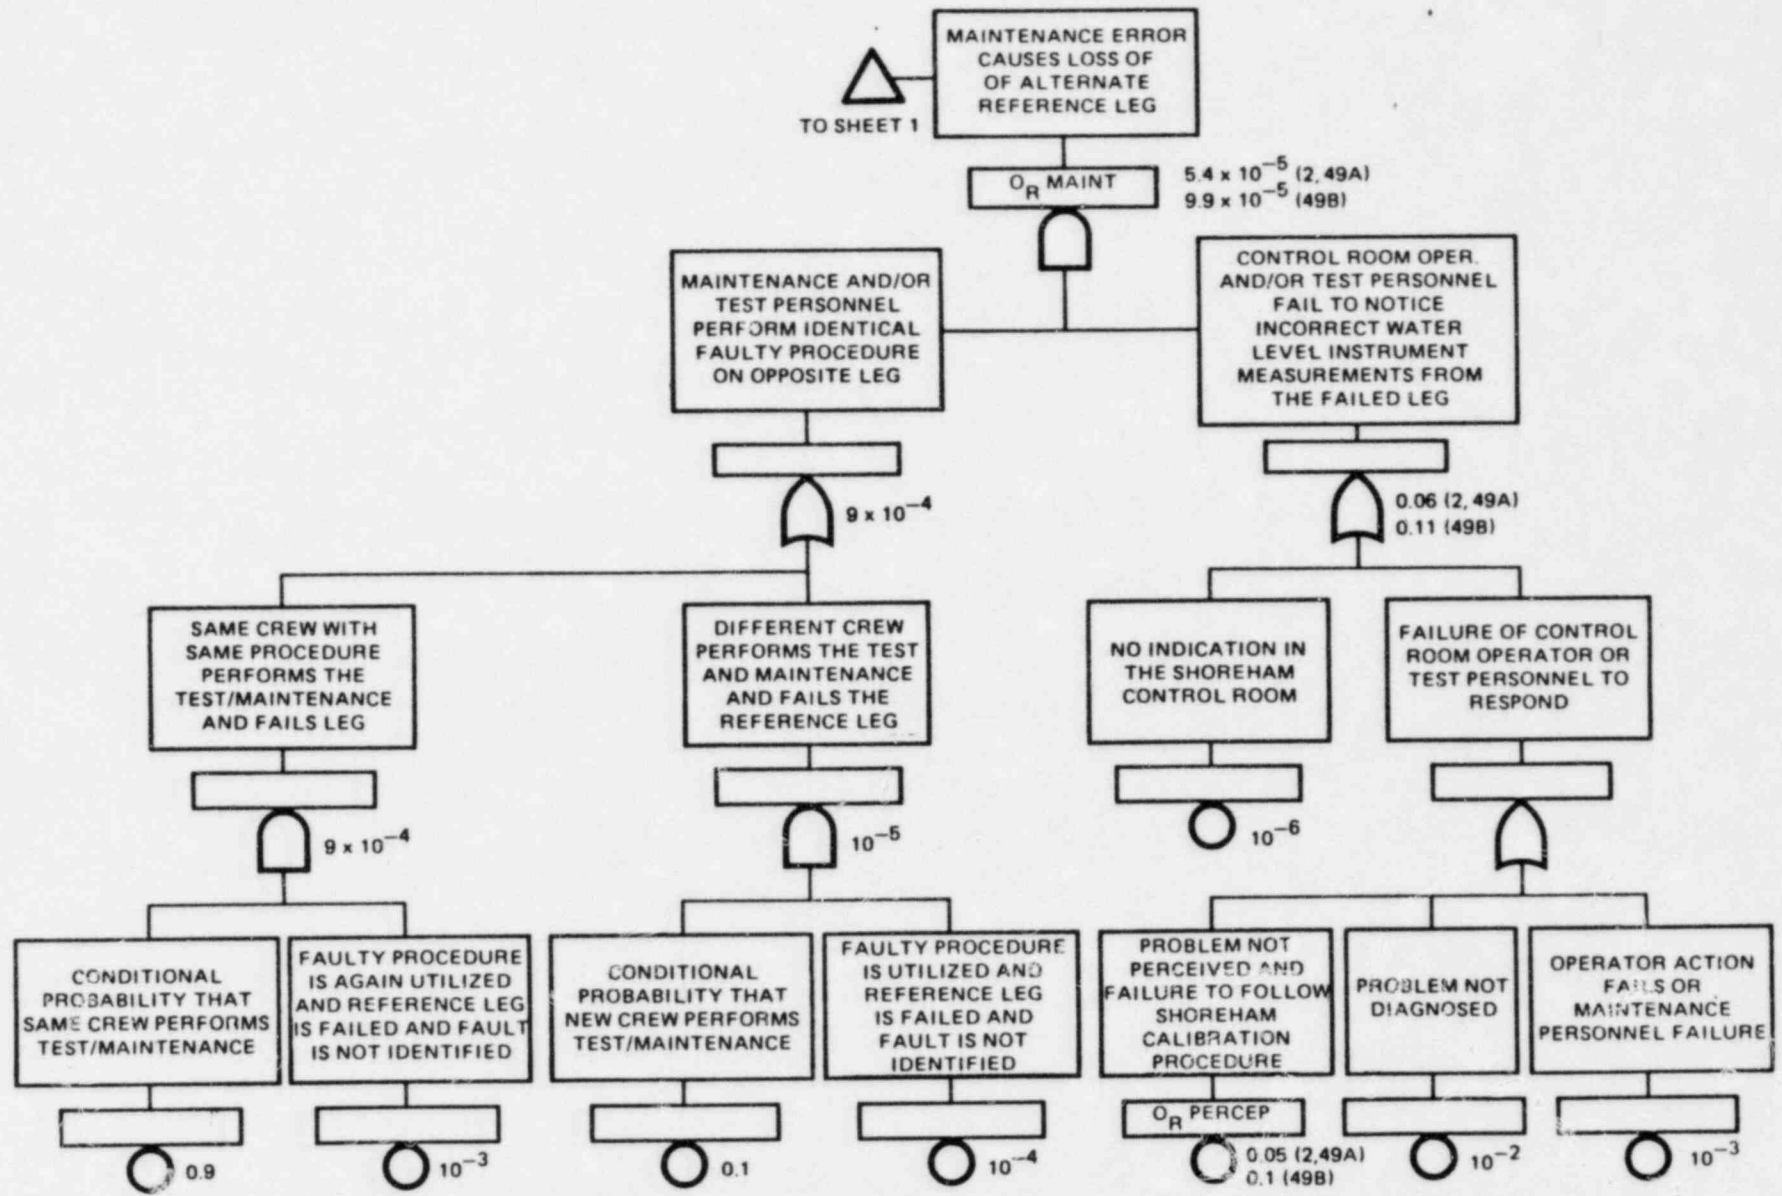 MAINTENANCE ERROR
CAUSES LOSS OF
OF ALTERNATE
REFERENCE LEG
TO SHEET 1
O_R MAINT
5.4 x 10^-5 (2, 49A)
9.9 x 10^-5 (49B)
MAINTENANCE AND/OR
TEST PERSONNEL
PERFORM IDENTICAL
FAULTY PROCEDURE
ON OPPOSITE LEG
CONTROL ROOM OPER.
AND/OR TEST PERSONNEL
FAIL TO NOTICE
INCORRECT WATER
LEVEL INSTRUMENT
MEASUREMENTS FROM
THE FAILED LEG
9 x 10^-4
0.06 (2, 49A)
0.11 (49B)
SAME CREW WITH
SAME PROCEDURE
PERFORMS THE
TEST/MAINTENANCE
AND FAILS LEG
DIFFERENT CREW
PERFORMS THE TEST
AND MAINTENANCE
AND FAILS THE
REFERENCE LEG
NO INDICATION IN
THE SHOREHAM
CONTROL ROOM
FAILURE OF CONTROL
ROOM OPERATOR OR
TEST PERSONNEL TO
RESPOND
9 x 10^-4
10^-5
10^-6
CONDITIONAL
PROBABILITY THAT
SAME CREW PERFORMS
TEST/MAINTENANCE
FAULTY PROCEDURE
IS AGAIN UTILIZED
AND REFERENCE LEG
IS FAILED AND FAULT
IS NOT IDENTIFIED
CONDITIONAL
PROBABILITY THAT
NEW CREW PERFORMS
TEST/MAINTENANCE
FAULTY PROCEDURE
IS UTILIZED AND
REFERENCE LEG
IS FAILED AND
FAULT IS NOT
IDENTIFIED
PROBLEM NOT
PERCEIVED AND
FAILURE TO FOLLOW
SHOREHAM
CALIBRATION
PROCEDURE
PROBLEM NOT
DIAGNOSED
OPERATOR ACTION
FAILS OR
MAINTENANCE
PERSONNEL FAILURE
O_R PERCEP
0.9
10^-3
0.1
10^-4
0.05 (2,49A)
0.1 (49B)
10^-2
10^-3